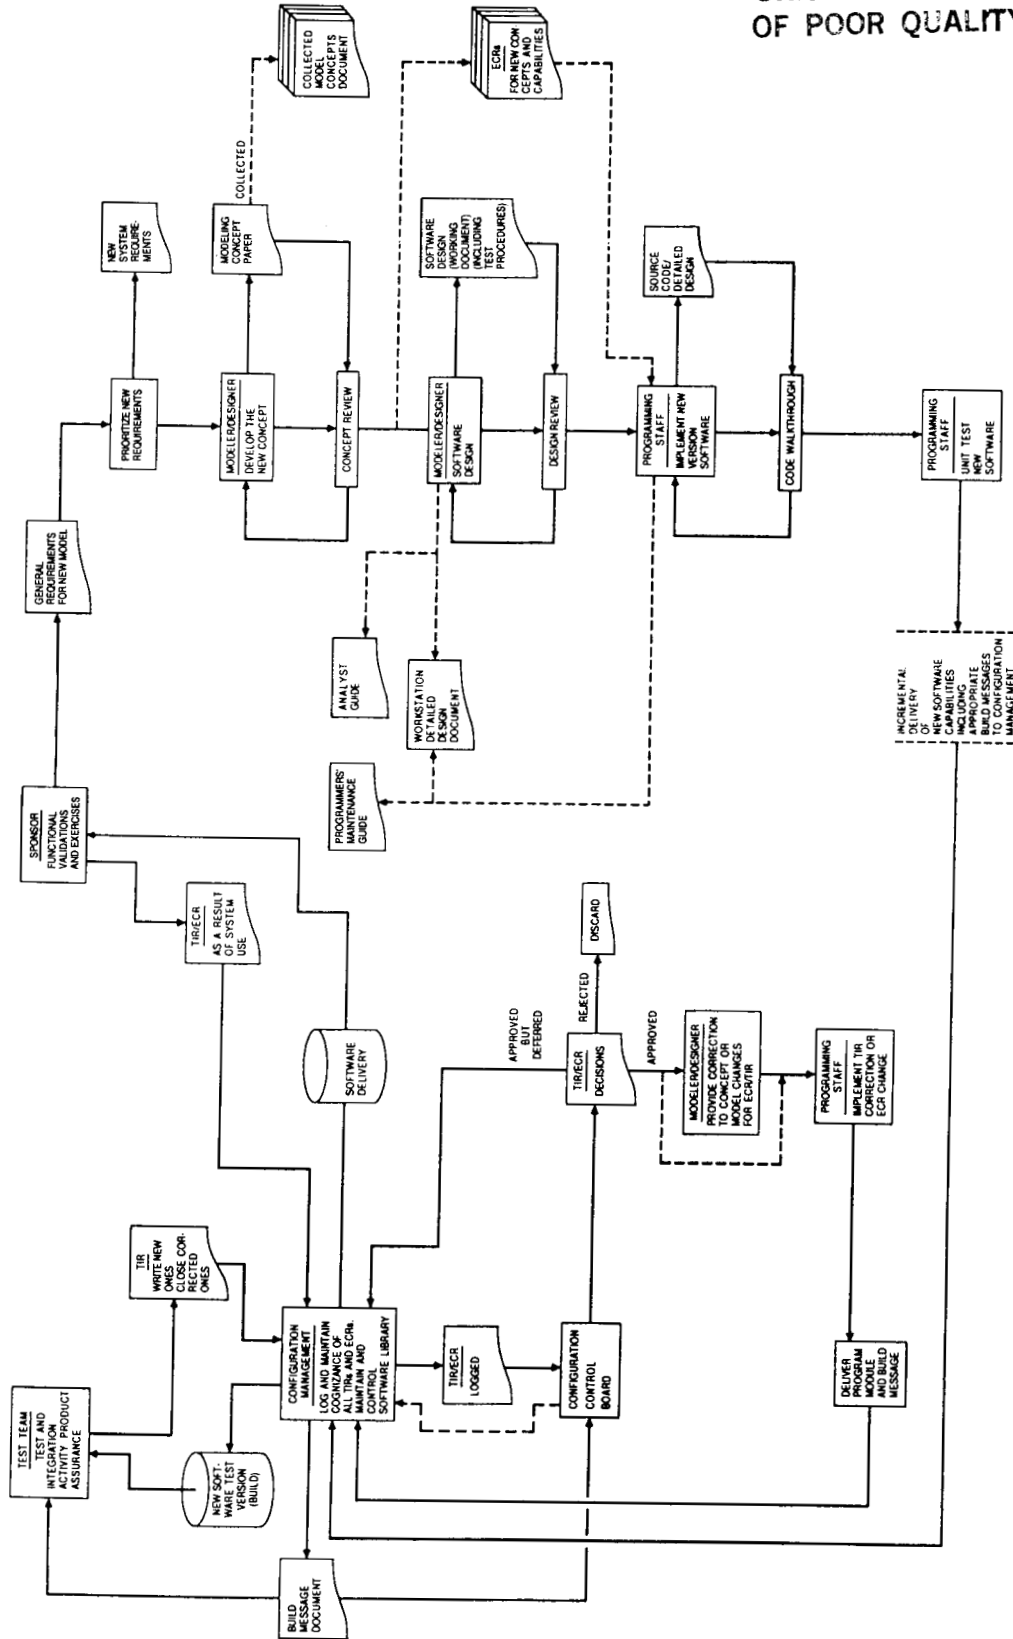 OF POOR QUALITY
COLLECTED
MODEL
CONCEPTS
DOCUMENT
ECRs
FOR NEW CON
CEPTS AND
CAPABILITIES
COLLECTED
NEW
SYSTEM
REQUIRE-
MENTS
MODELING
CONCEPT
PAPER
SOFTWARE
DESIGN
(WORKING
DOCUMENT)
(INCLUDING
TEST
PROCEDURES)
SOURCE
CODE/
DETAILED
DESIGN
PRIORITIZE NEW
REQUIREMENTS
MODELER/DESIGNER
DEVELOP THE
NEW CONCEPT
CONCEPT REVIEW
MODELER/DESIGNER
SOFTWARE
DESIGN
DESIGN REVIEW
PROGRAMMING
STAFF
IMPLEMENT NEW
VERSION
SOFTWARE
CODE WALKTHROUGH
PROGRAMMING
STAFF
UNIT TEST
NEW
SOFTWARE
GENERAL
REQUIREMENTS
FOR NEW MODEL
ANALYST
GUIDE
WORKSTATION
DETAILED
DESIGN
DOCUMENT
PROGRAMMERS'
MAINTENANCE
GUIDE
INCREMENTAL
DELIVERY
OF
NEW SOFTWARE
CAPABILITIES
INCLUDING
APPROPRIATE
BUILD MESSAGES
TO CONFIGURATION
MANAGEMENT
SPONSOR
FUNCTIONAL
VALIDATIONS
AND EXERCISES
TIR/ECR
AS A RESULT
OF SYSTEM
USE
SOFTWARE
DELIVERY
DISCARD
REJECTED
APPROVED
BUT
DEFERRED
TIR/ECR
DECISIONS
APPROVED
MODELER/DESIGNER
PROVIDE CORRECTION
TO CONCEPT OR
MODEL CHANGES
FOR ECR/TIR
PROGRAMMING
STAFF
IMPLEMENT TIR
CORRECTION OR
ECR CHANGE
TIR
WRITE NEW
ONES
CLOSE COR-
RECTED
ONES
CONFIGURATION
MANAGEMENT
LOG AND MAINTAIN
COGNIZANCE OF
ALL TIRs AND ECRs.
MAINTAIN AND
CONTROL
SOFTWARE LIBRARY
TIR/ECR
LOGGED
CONFIGURATION
CONTROL
BOARD
DELIVER
PROGRAM
MODULE
AND BUILD
MESSAGE
TEST TEAM
TEST AND
INTEGRATION
ACTIVITY PRODUCT
ASSURANCE
NEW SOFT-
WARE TEST
VERSION
(BUILD)
BUILD
MESSAGE
DOCUMENT